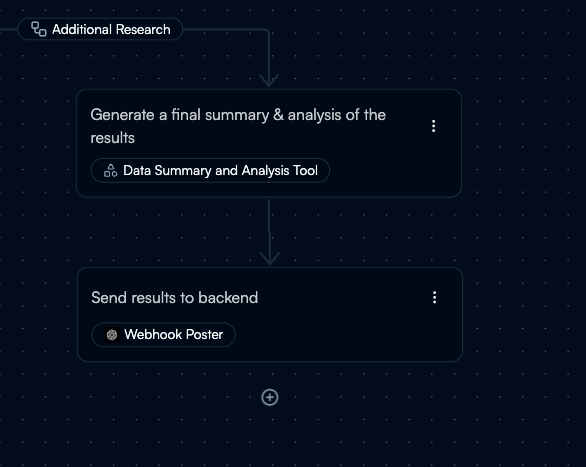 Additional Research
Generate a final summary & analysis of the
results
Data Summary and Analysis Tool
Send results to backend
Webhook Poster